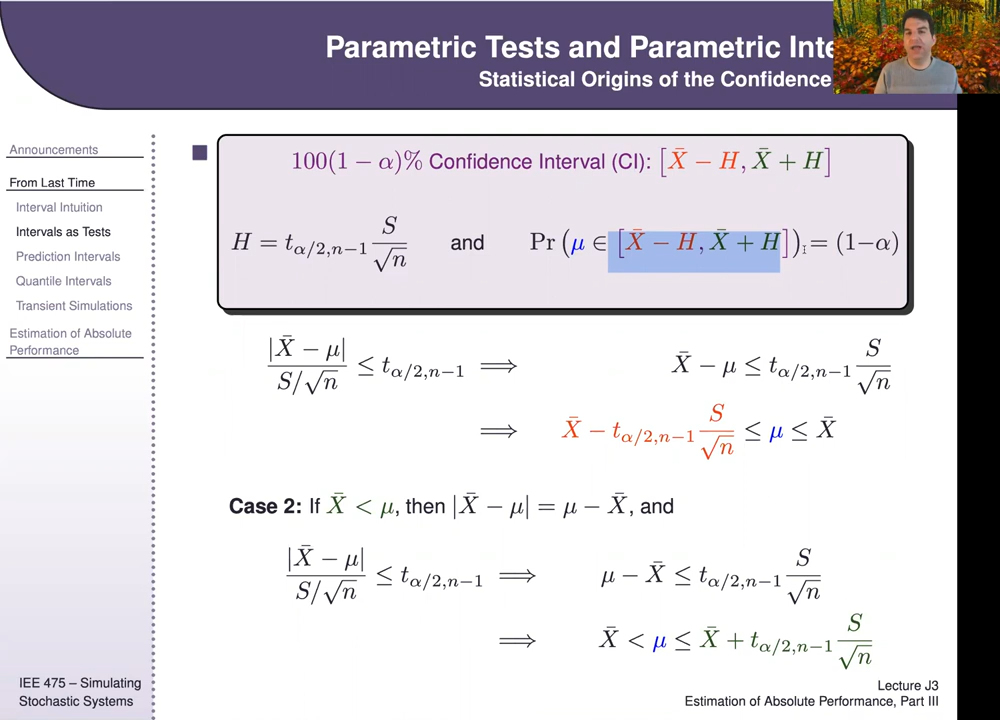 Parametric Tests and Parametric Inte
Statistical Origins of the Confidence
Announcements
From Last Time
Interval Intuition
Intervals as Tests
Prediction Intervals
Quantile Intervals
Transient Simulations
Estimation of Absolute
Performance
100(1 − α)% Confidence Interval (CI): [X̄ − H, X̄ + H]
H = t_{α/2,n−1} S/√n and Pr(μ ∈ [X̄ − H, X̄ + H]) = (1−α)
|X̄ − μ|/(S/√n) ≤ t_{α/2,n−1} ⟹ X̄ − μ ≤ t_{α/2,n−1} S/√n
⟹ X̄ − t_{α/2,n−1} S/√n ≤ μ ≤ X̄
Case 2: If X̄ < μ, then |X̄ − μ| = μ − X̄, and
|X̄ − μ|/(S/√n) ≤ t_{α/2,n−1} ⟹ μ − X̄ ≤ t_{α/2,n−1} S/√n
⟹ X̄ < μ ≤ X̄ + t_{α/2,n−1} S/√n
IEE 475 – Simulating
Stochastic Systems
Lecture J3
Estimation of Absolute Performance, Part III